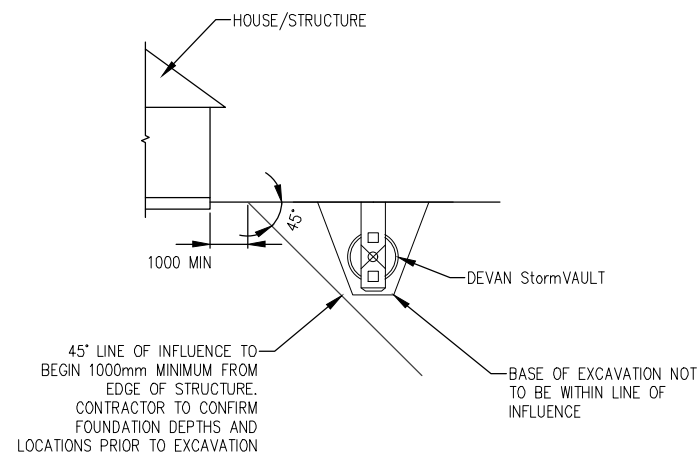 HOUSE/STRUCTURE
45°
1000 MIN
DEVAN StormVAULT
45° LINE OF INFLUENCE TO
BEGIN 1000mm MINIMUM FROM
EDGE OF STRUCTURE.
CONTRACTOR TO CONFIRM
FOUNDATION DEPTHS AND
LOCATIONS PRIOR TO EXCAVATION
BASE OF EXCAVATION NOT
TO BE WITHIN LINE OF
INFLUENCE